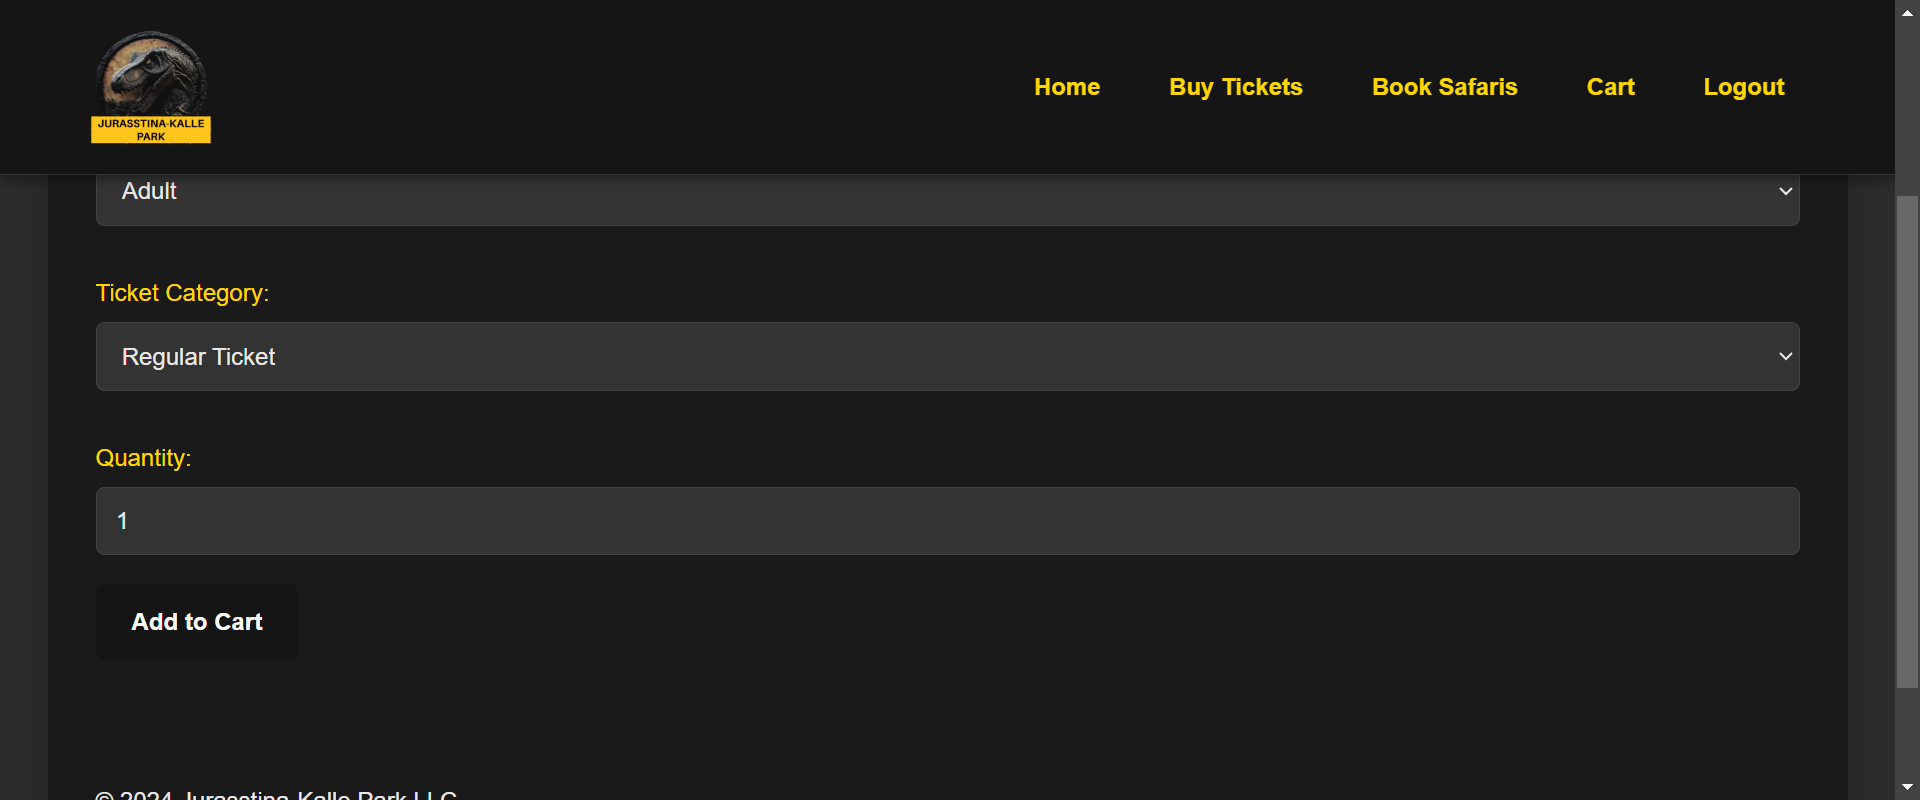 JURASSTINA-KALLE
PARK
Home
Buy Tickets
Book Safaris
Cart
Logout
Adult
Ticket Category:
Regular Ticket
Quantity:
1
Add to Cart
© 2024 Jurasstina-Kalle Park LLC